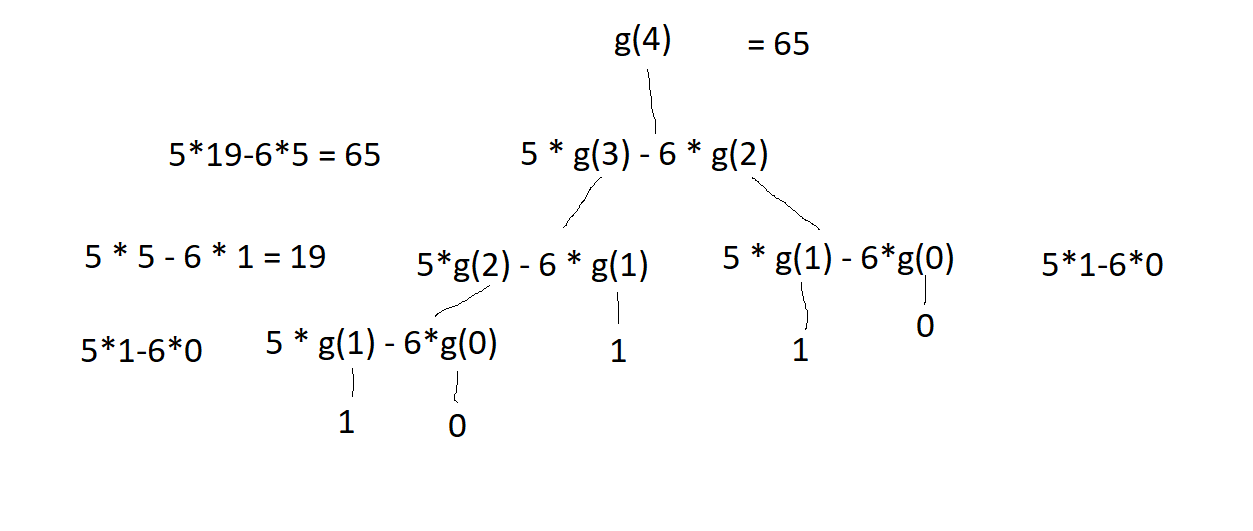 g(4) = 65
5*19-6*5 = 65 5 * g(3) - 6 * g(2)
5 * 5 - 6 * 1 = 19 5*g(2) - 6 * g(1) 5 * g(1) - 6*g(0) 5*1-6*0
5*1-6*0 5 * g(1) - 6*g(0) 1 1 0
1 0